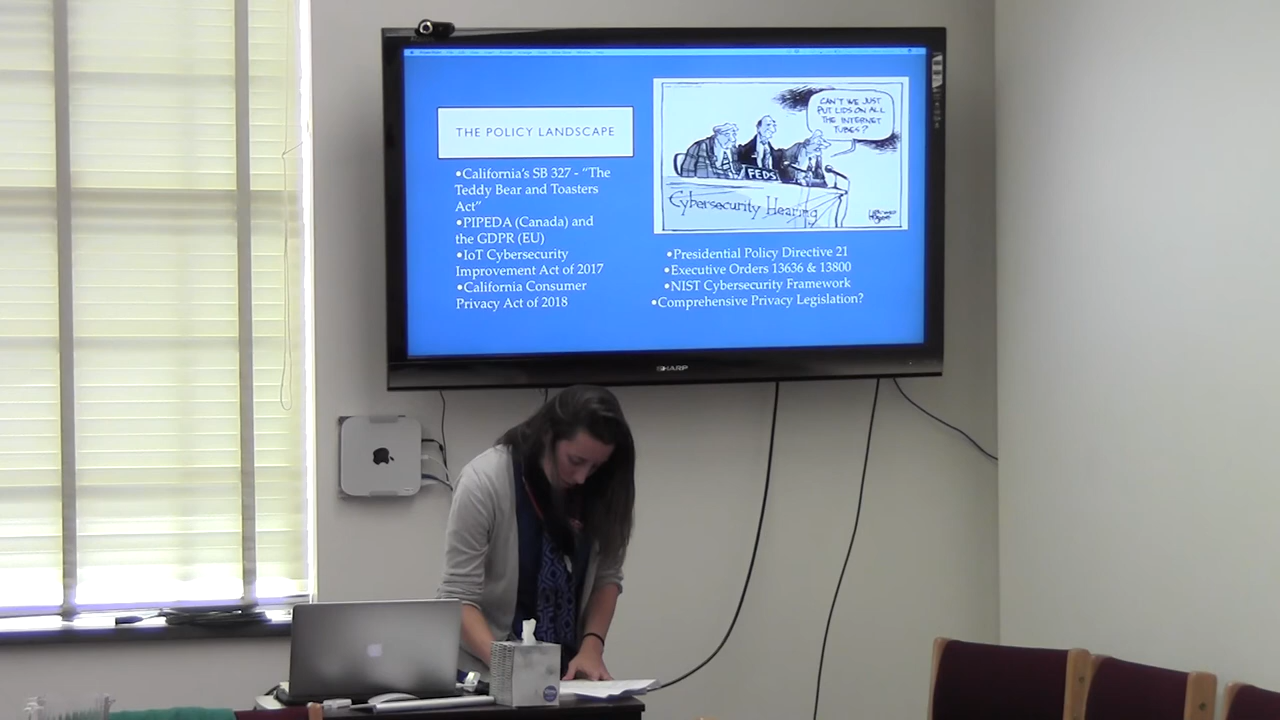 THE POLICY LANDSCAPE
•California's SB 327 - "The
Teddy Bear and Toasters
Act"
•PIPEDA (Canada) and
the GDPR (EU)
•IoT Cybersecurity
Improvement Act of 2017
•California Consumer
Privacy Act of 2018
CAN'T WE JUST
PUT LIDS ON ALL
THE INTERNET
TUBES?
FEDS
Cybersecurity Hearing
•Presidential Policy Directive 21
•Executive Orders 13636 & 13800
•NIST Cybersecurity Framework
•Comprehensive Privacy Legislation?
SHARP